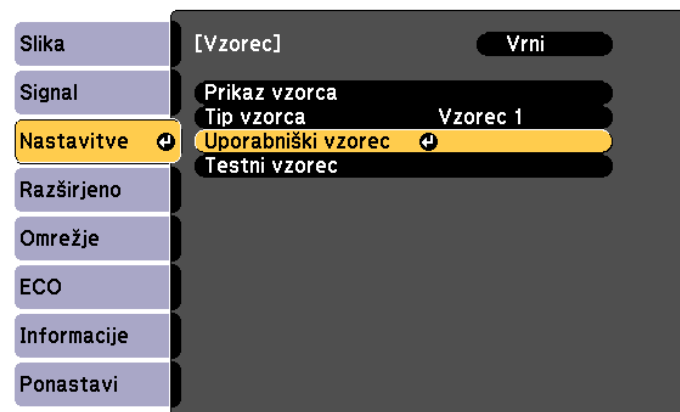 Slika
Signal
Nastavitve
Razširjeno
Omrežje
ECO
Informacije
Ponastavi
[Vzorec] Vrni
Prikaz vzorca
Tip vzorca Vzorec 1
Uporabniški vzorec
Testni vzorec